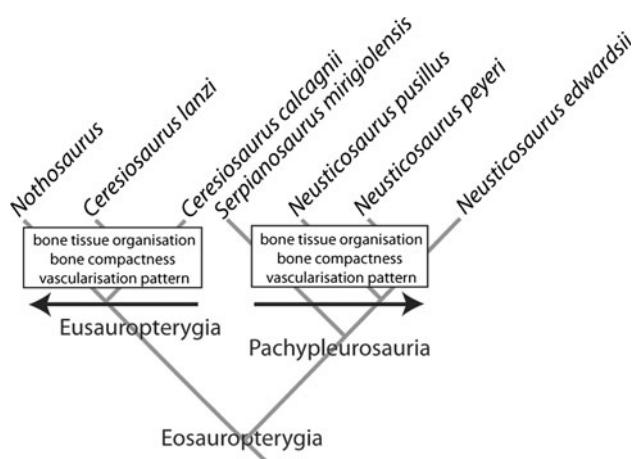 Nothosaurus
Ceresiosaurus lanzi
Ceresiosaurus calcagnii
Serpianosaurus mirigiolensis
Neusticosaurus pusillus
Neusticosaurus peyeri
Neusticosaurus edwardsii
bone tissue organisation
bone compactness
vascularisation pattern
bone tissue organisation
bone compactness
vascularisation pattern
Eusauropterygia
Pachypleurosauria
Eosauropterygia